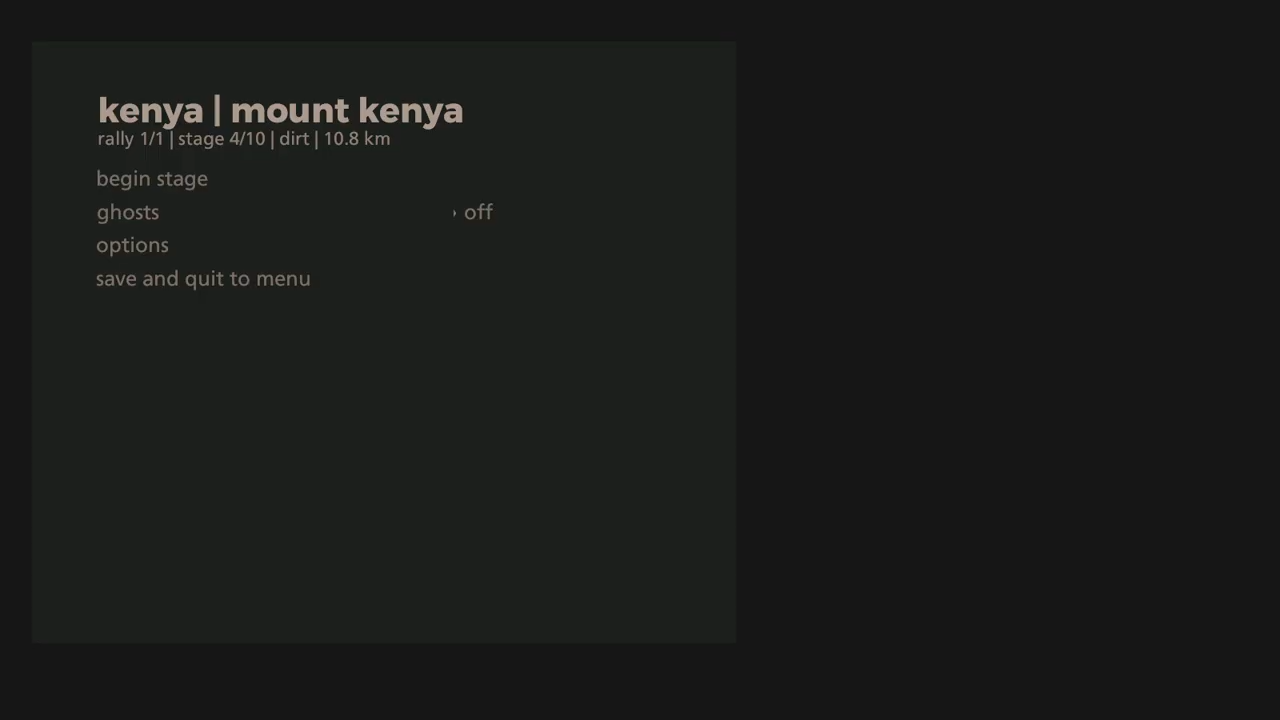 kenya | mount kenya
rally 1/1 | stage 4/10 | dirt | 10.8 km
begin stage
ghosts › off
options
save and quit to menu